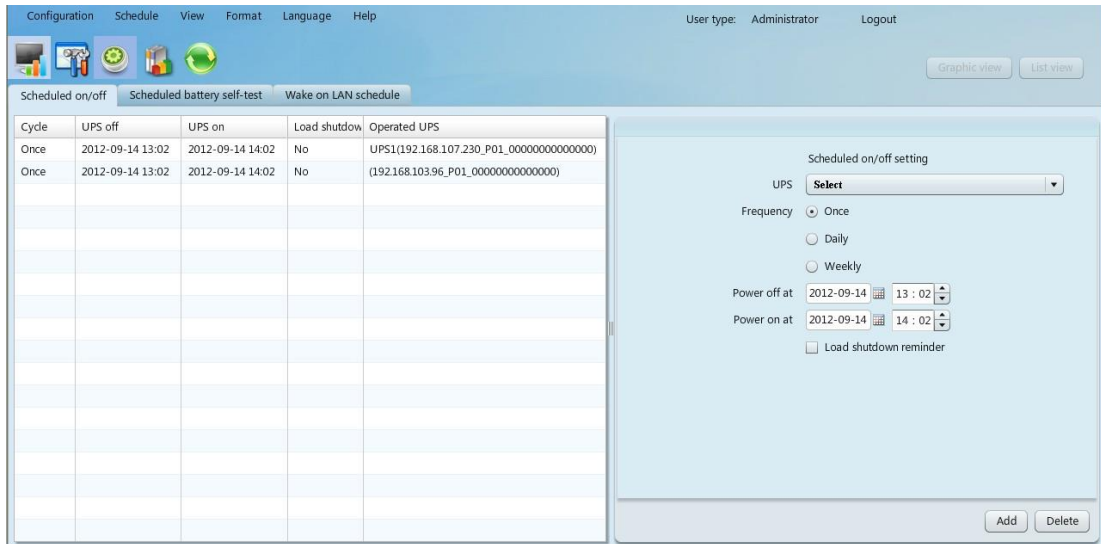 Configuration Schedule View Format Language Help User type: Administrator Logout
Graphic view List view
Scheduled on/off Scheduled battery self-test Wake on LAN schedule
Cycle UPS off UPS on Load shutdow Operated UPS
Once 2012-09-14 13:02 2012-09-14 14:02 No UPS1(192.168.107.230_P01_00000000000000)
Once 2012-09-14 13:02 2012-09-14 14:02 No (192.168.103.96_P01_00000000000000)
Scheduled on/off setting
UPS Select
Frequency Once
Daily
Weekly
Power off at 2012-09-14 13 : 02
Power on at 2012-09-14 14 : 02
Load shutdown reminder
Add Delete